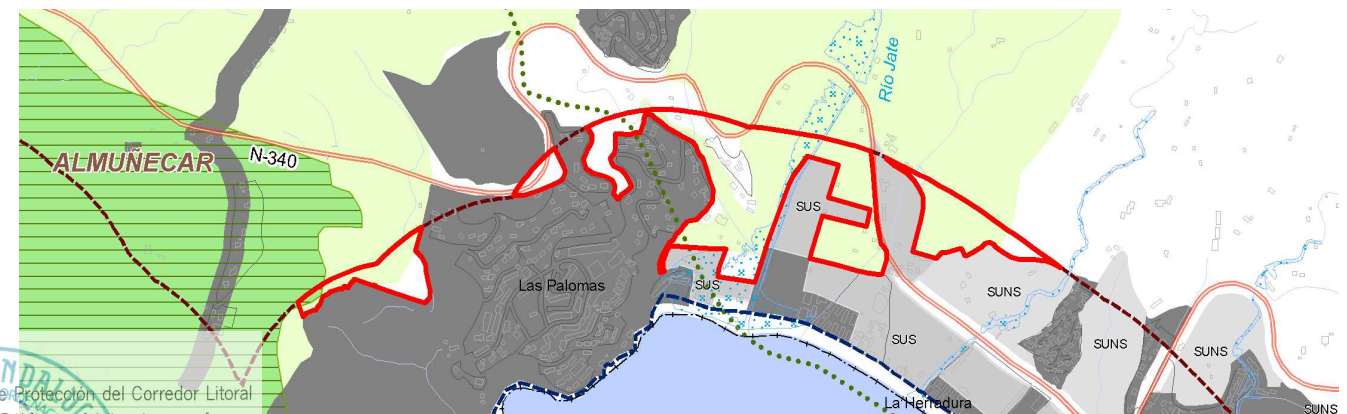 Río Jate
ALMUÑECAR
N-340
SUS
Las Palomas
SUS
SUNS
SUS
SUNS
SUNS
Protección del Corredor Litoral
La Herradura
SUNS